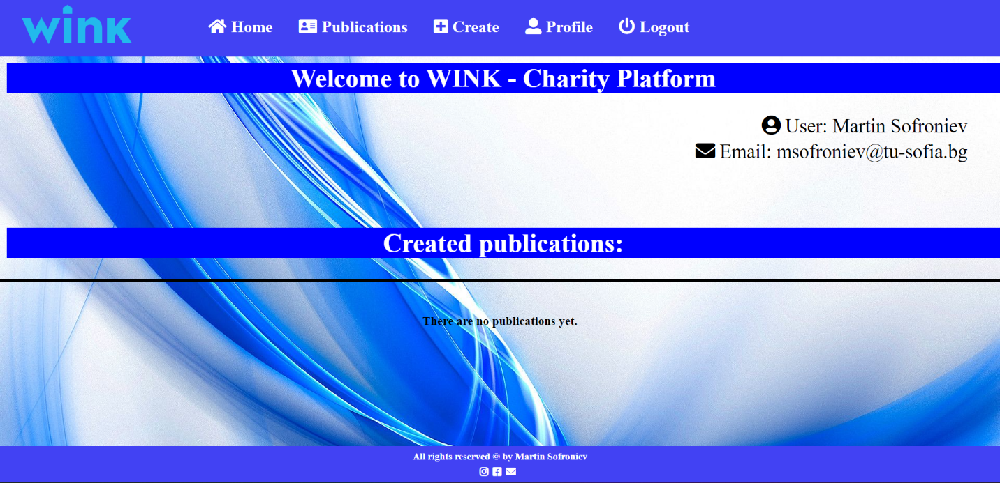 wink
Home Publications Create Profile Logout
Welcome to WINK - Charity Platform
User: Martin Sofroniev
Email: msofroniev@tu-sofia.bg
Created publications:
There are no publications yet.
All rights reserved © by Martin Sofroniev